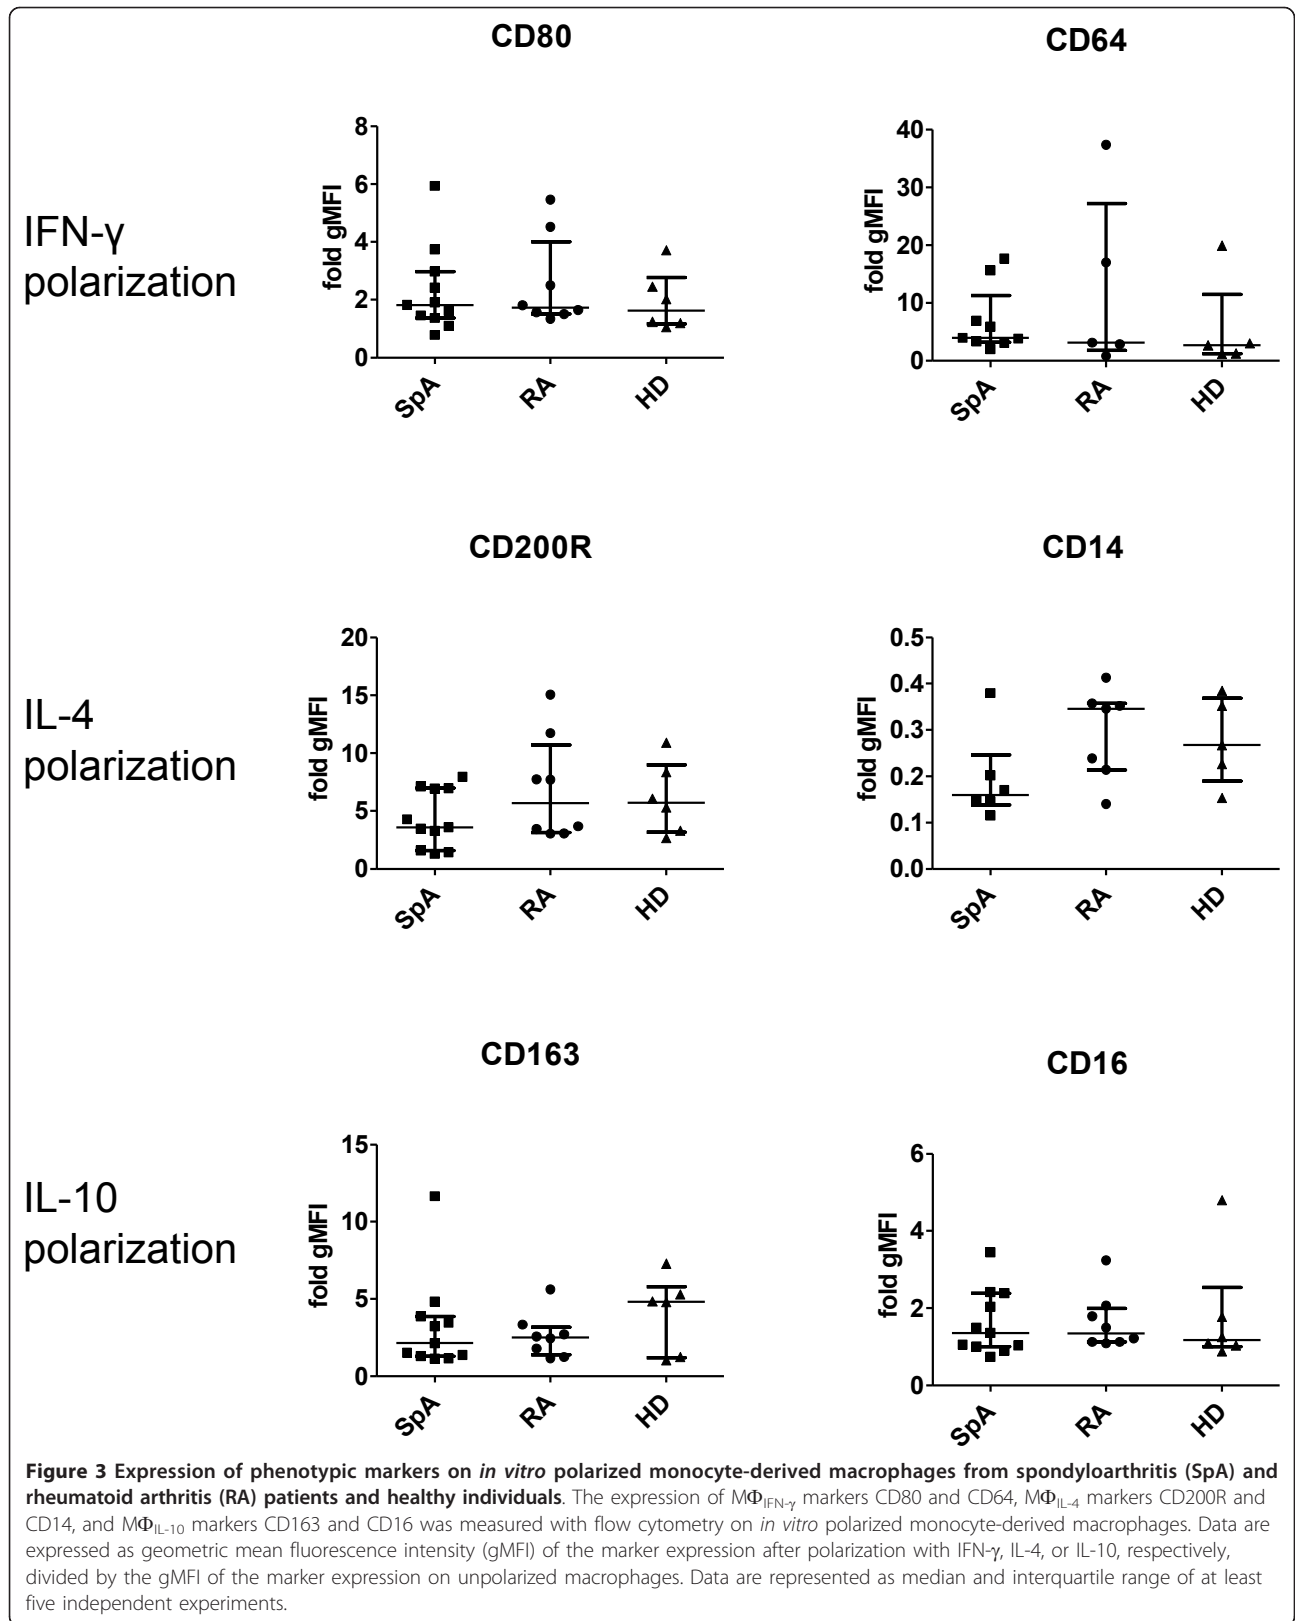 CD80
CD64
IFN-γ
polarization
fold gMFI
8
6
4
2
0
SpA
RA
HD
fold gMFI
40
30
20
10
0
SpA
RA
HD
CD200R
CD14
IL-4
polarization
fold gMFI
20
15
10
5
0
SpA
RA
HD
fold gMFI
0.5
0.4
0.3
0.2
0.1
0.0
SpA
RA
HD
CD163
CD16
IL-10
polarization
fold gMFI
15
10
5
0
SpA
RA
HD
fold gMFI
6
4
2
0
SpA
RA
HD
Figure 3 Expression of phenotypic markers on in vitro polarized monocyte-derived macrophages from spondyloarthritis (SpA) and
rheumatoid arthritis (RA) patients and healthy individuals. The expression of MΦIFN-γ markers CD80 and CD64, MΦIL-4 markers CD200R and
CD14, and MΦIL-10 markers CD163 and CD16 was measured with flow cytometry on in vitro polarized monocyte-derived macrophages. Data are
expressed as geometric mean fluorescence intensity (gMFI) of the marker expression after polarization with IFN-γ, IL-4, or IL-10, respectively,
divided by the gMFI of the marker expression on unpolarized macrophages. Data are represented as median and interquartile range of at least
five independent experiments.